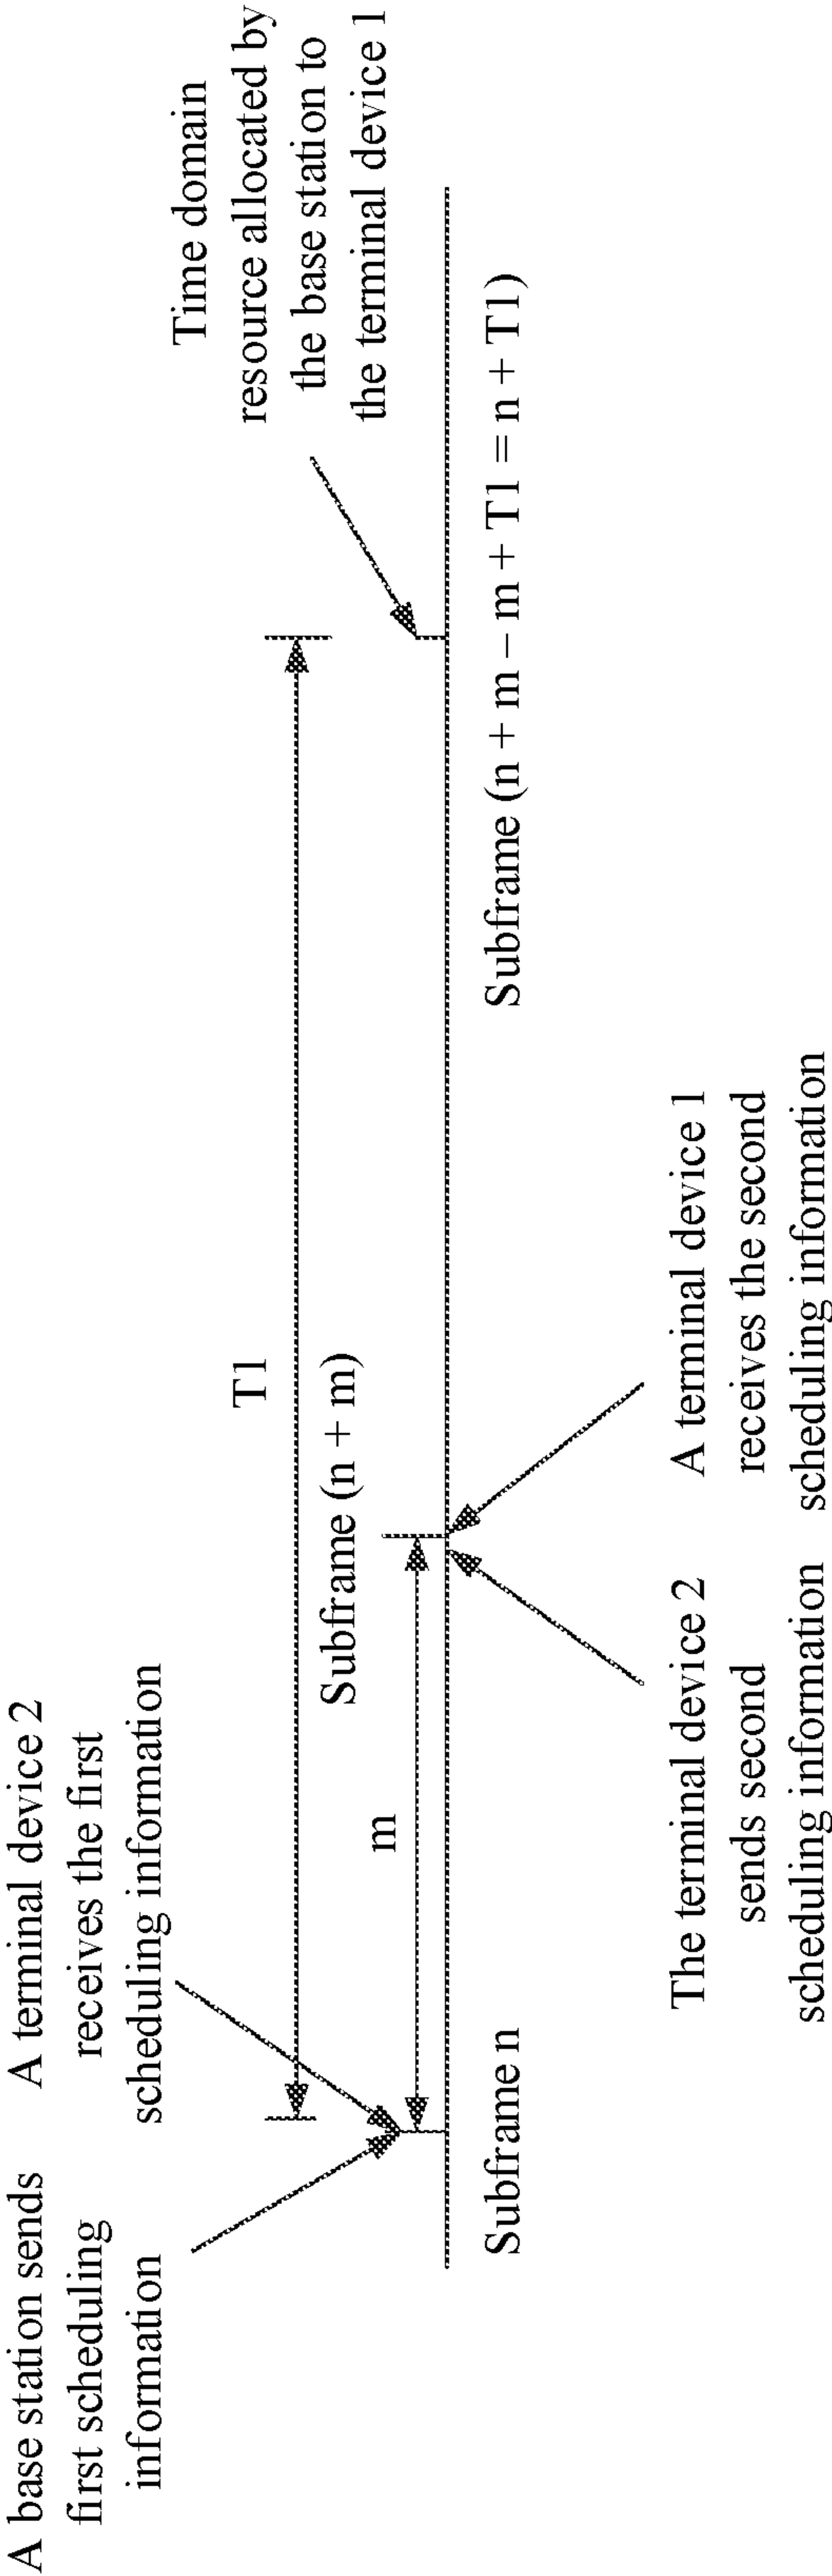 A base station sends
first scheduling
information
A terminal device 2
receives the first
scheduling information
T1
Time domain
resource allocated by
the base station to
the terminal device 1
m
Subframe (n + m)
Subframe n
Subframe (n + m − m + T1 = n + T1)
The terminal device 2
sends second
scheduling information
A terminal device 1
receives the second
scheduling information